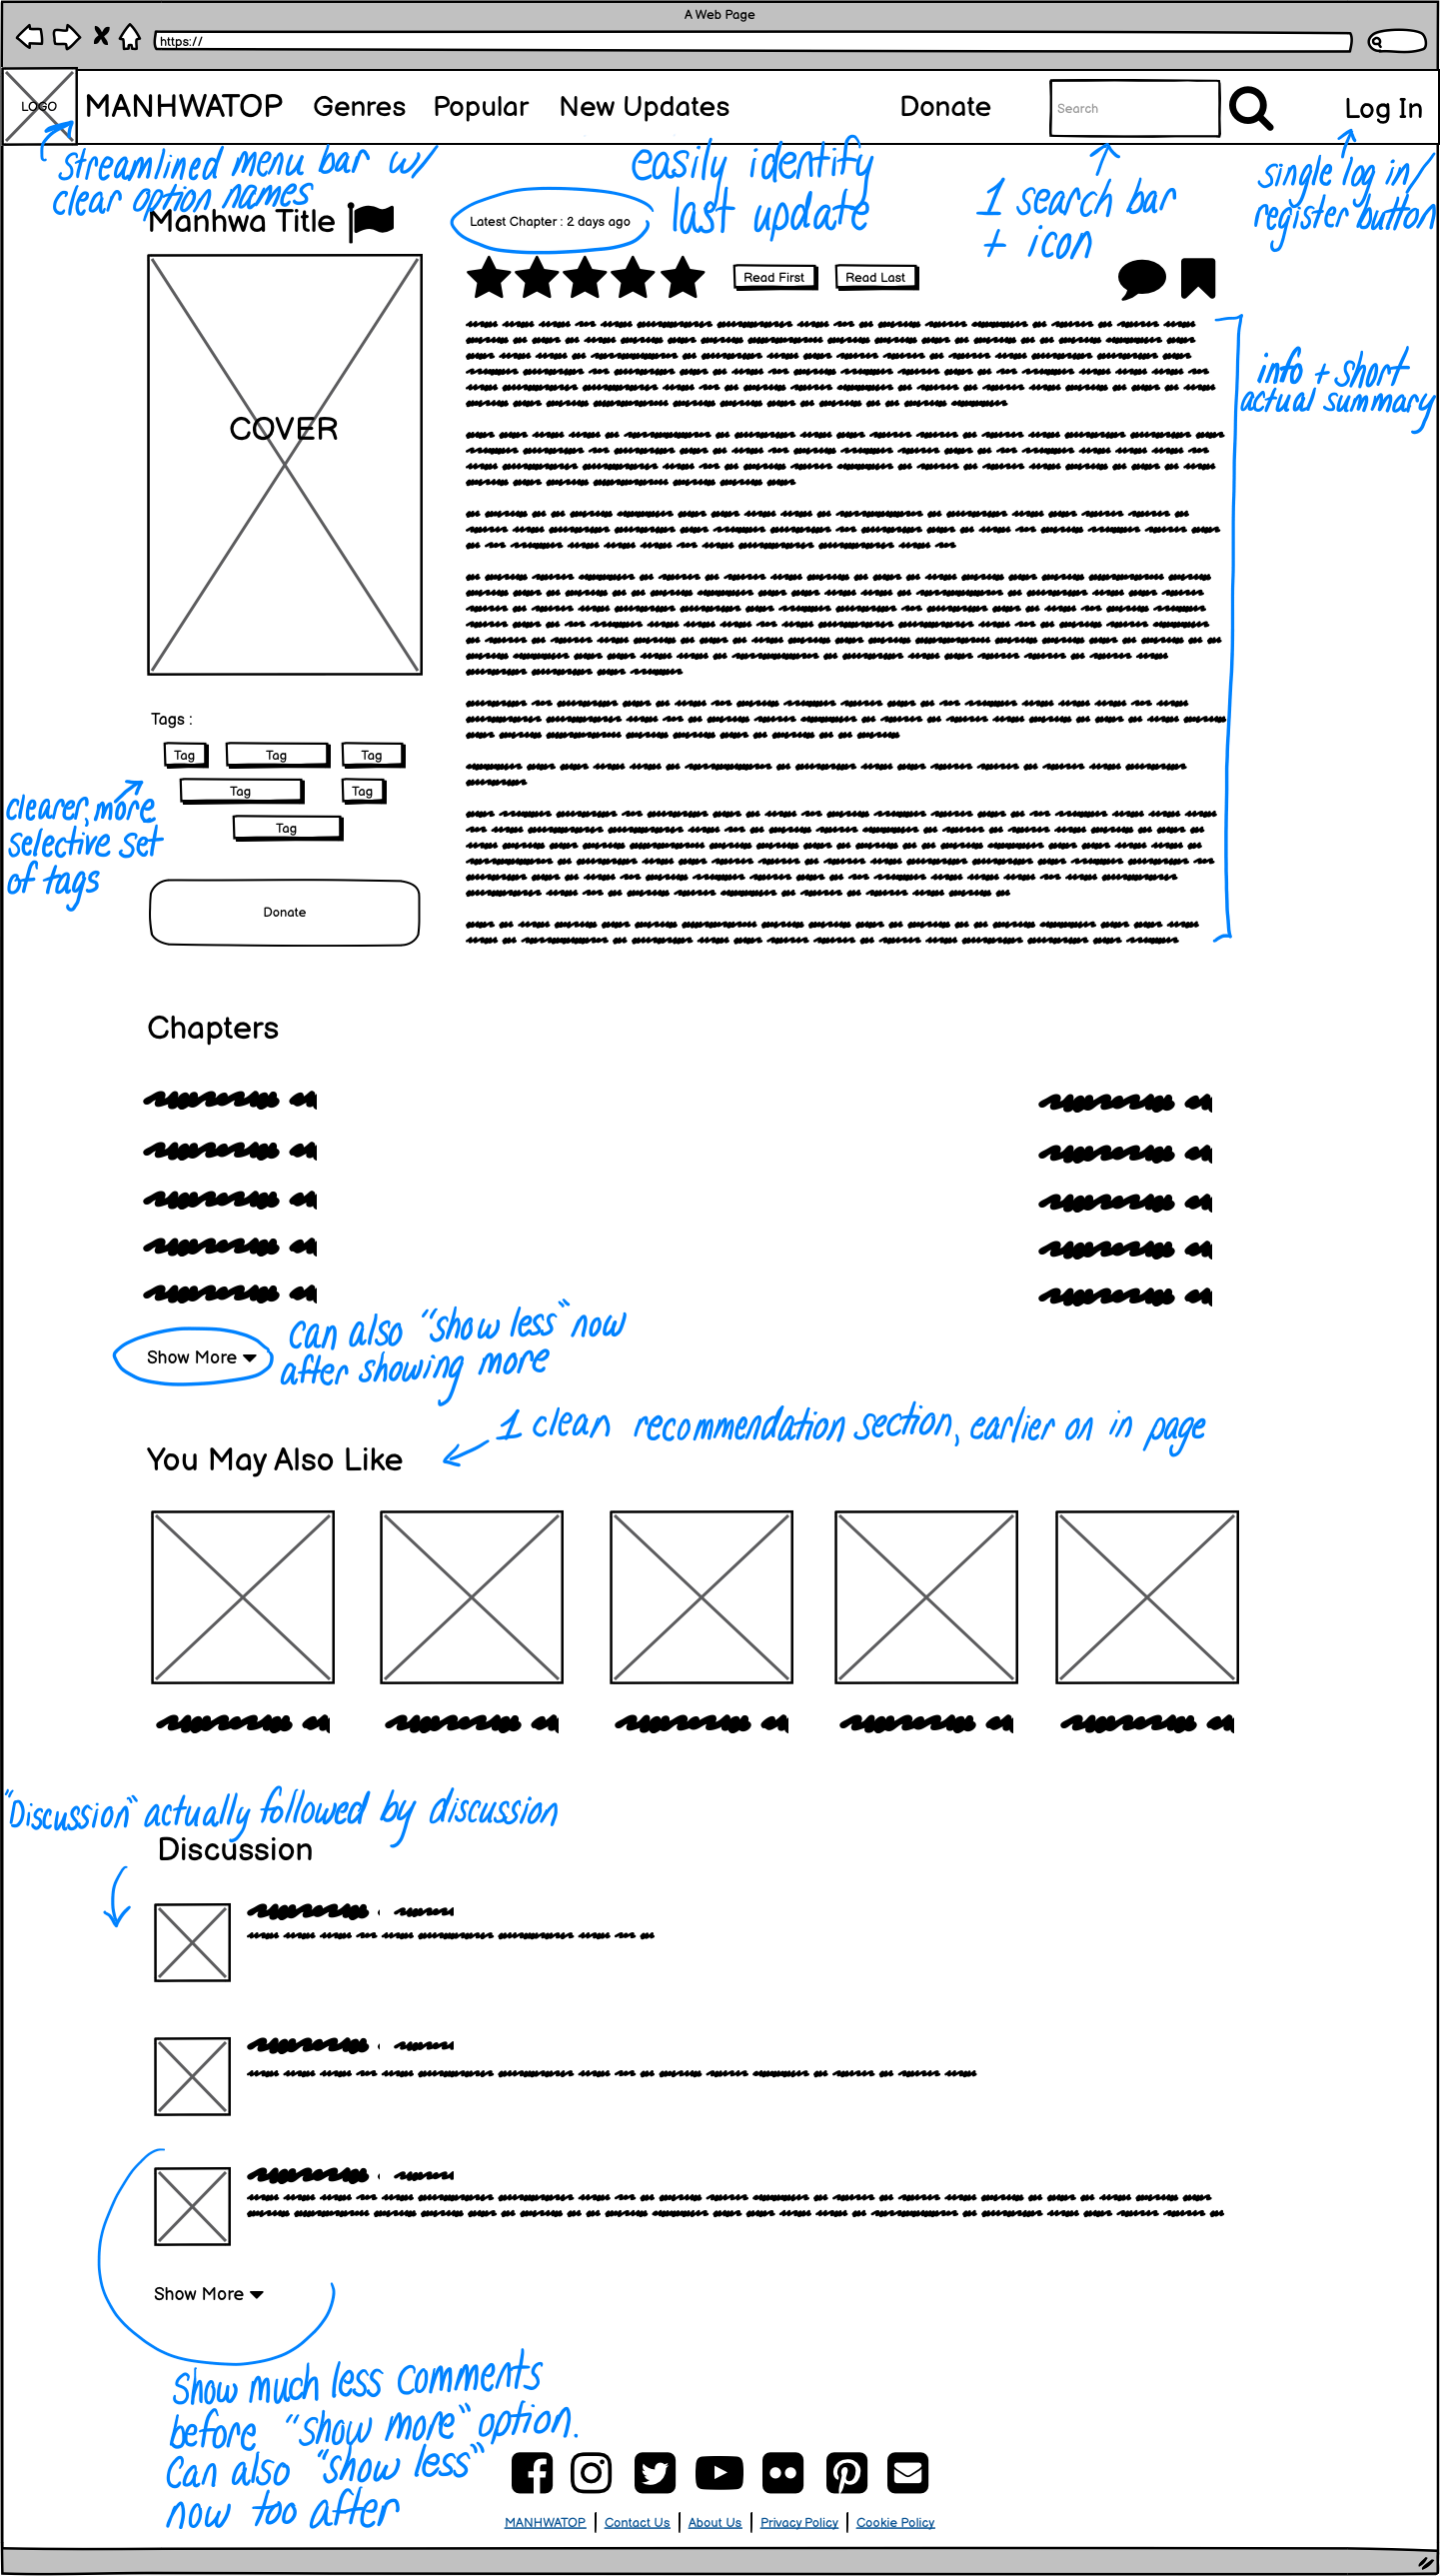 A Web Page
https://
LOGO
MANHWATOP Genres Popular New Updates Donate Search Log In
Streamlined menu bar w/
clear option names
easily identify
last update
1 search bar
+ icon
single log in/
register button
Manhwa Title
Latest Chapter : 2 days ago
Read First Read Last
info + short
actual summary
COVER
Tags :
Tag Tag Tag
Tag Tag
Tag
clearer, more
selective set
of tags
Donate
Chapters
Show More
can also "show less" now
after showing more
1 clean recommendation section, earlier on in page
You May Also Like
"Discussion" actually followed by discussion
Discussion
Show More
Show much less comments
before "show more" option.
Can also "show less"
now too after
MANHWATOP | Contact Us | About Us | Privacy Policy | Cookie Policy